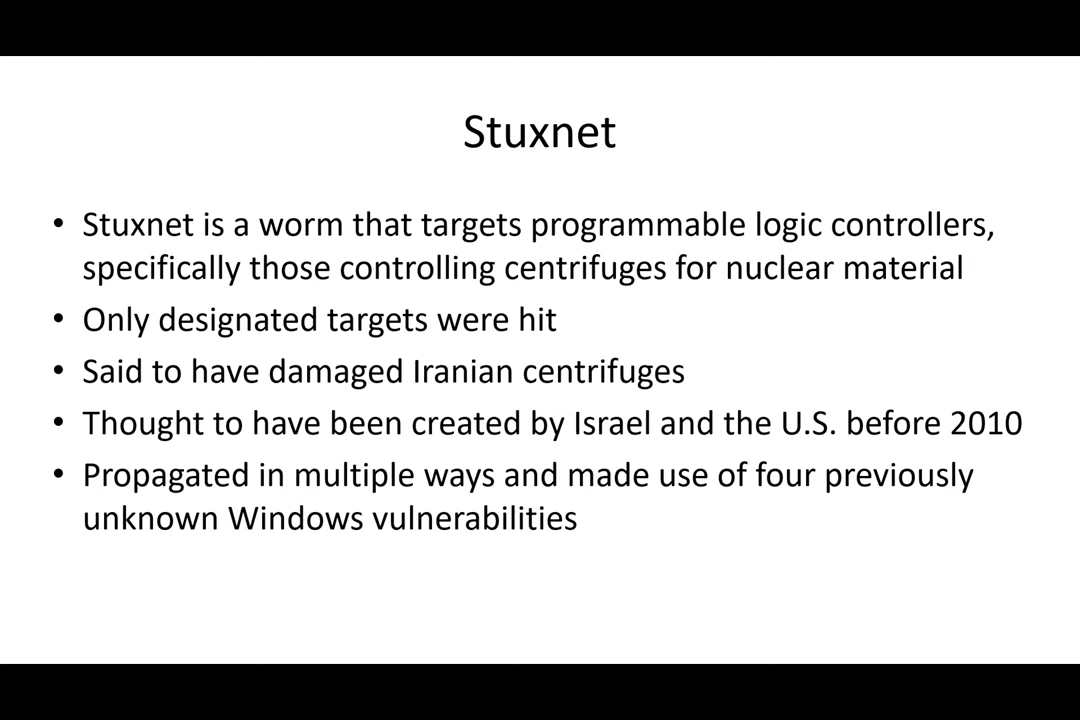 Stuxnet
• Stuxnet is a worm that targets programmable logic controllers,
specifically those controlling centrifuges for nuclear material
• Only designated targets were hit
• Said to have damaged Iranian centrifuges
• Thought to have been created by Israel and the U.S. before 2010
• Propagated in multiple ways and made use of four previously
unknown Windows vulnerabilities